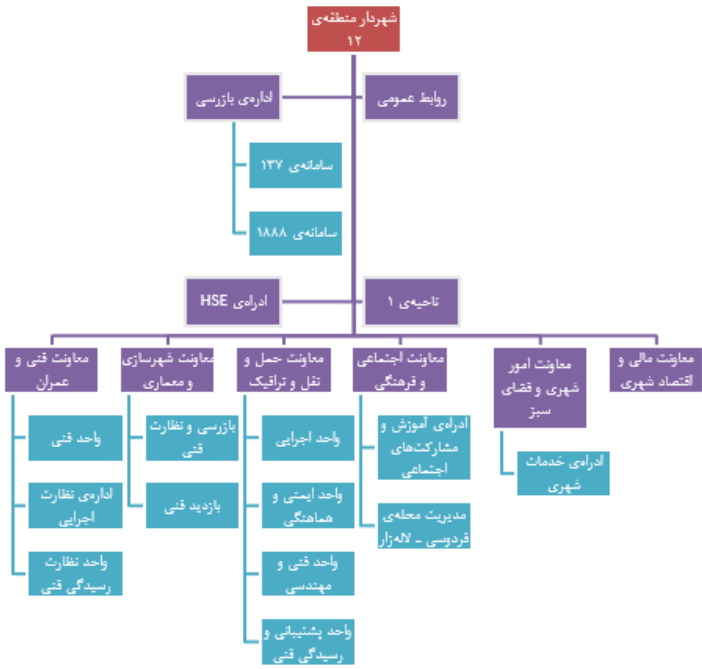 شهردار منطقه‌ی
۱۲
روابط عمومی
اداره‌ی بازرسی
سامانه‌ی ۱۳۷
سامانه‌ی ۱۸۸۸
ناحیه‌ی ۱
ادراه‌ی HSE
معاونت مالی و
اقتصاد شهری
معاونت امور
شهری و فضای
سبز
ادراه‌ی خدمات
شهری
معاونت اجتماعی
و فرهنگی
ادراه‌ی آموزش و
مشارکت‌های
اجتماعی
مدیریت محله‌ی
فردوسی - لاله‌زار
معاونت حمل و
نقل و ترافیک
واحد اجرایی
واحد ایمنی و
هماهنگی
واحد فنی و
مهندسی
واحد پشتیبانی و
رسیدگی فنی
معاونت شهرسازی
و معماری
بازرسی و نظارت
فنی
بازدید فنی
معاونت فنی و
عمران
واحد فنی
اداره‌ی نظارت
اجرایی
واحد نظارت
رسیدگی فنی